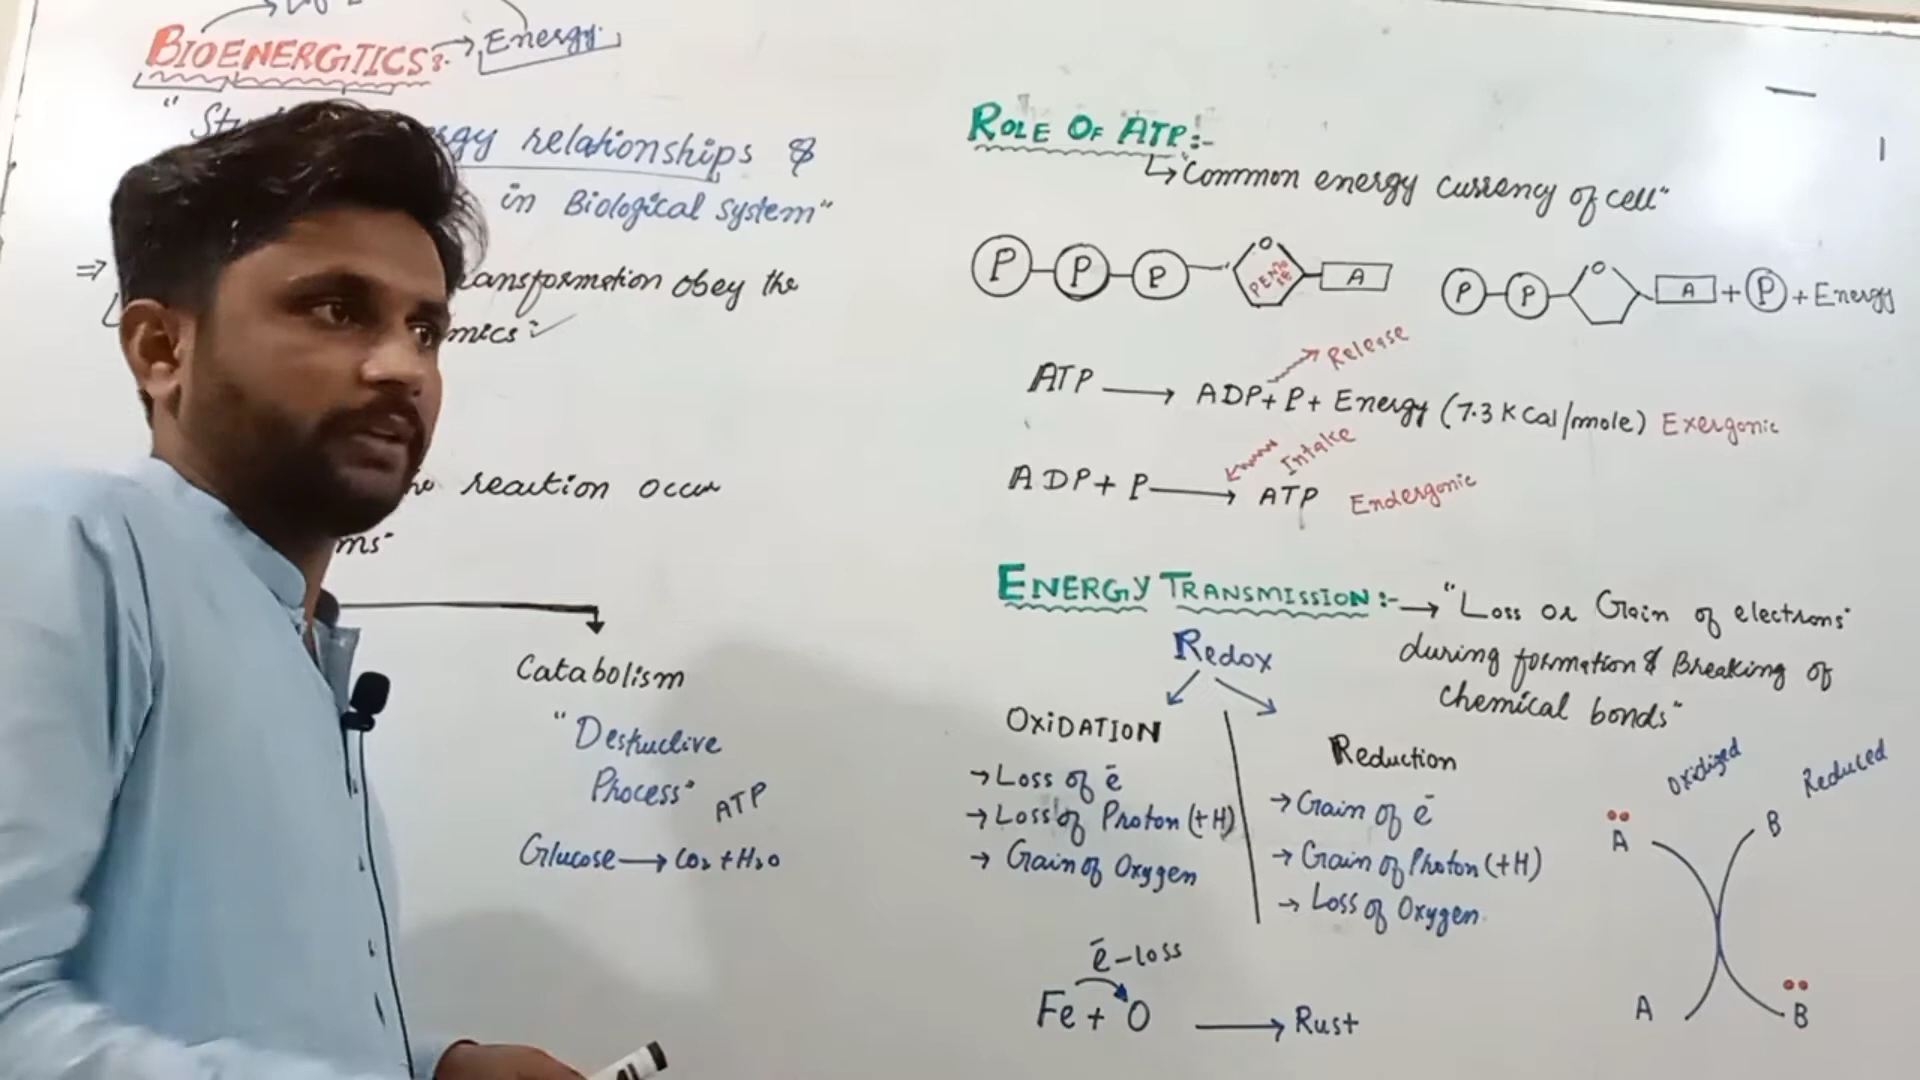 BIOENERGTICS:- → Energy
"St rgy relationships &
in Biological system"
⇒ ransformation obey the
mics:
reaction occur
ms"
Catabolism
"Destructive
Process"
ATP
Glucose → CO2 + H2O
ROLE OF ATP:-
↳ Common energy currency of cell"
P-P-P- O PENTOSE A
P-P- O A + P + Energy
Release
ATP → ADP + P + Energy (7.3 KCal/mole) Exergonic
Intake
ADP + P → ATP Endergonic
ENERGY TRANSMISSION:- → "Loss or Gain of electrons
during formation & Breaking of
chemical bonds"
Redox
OXIDATION
→ Loss of ē
→ Loss of Proton (+H)
→ Gain of Oxygen
Reduction
→ Gain of ē
→ Gain of Proton (+H)
→ Loss of Oxygen
Oxidized
Reduced
A B
A B
ē-loss
Fe + O → Rust